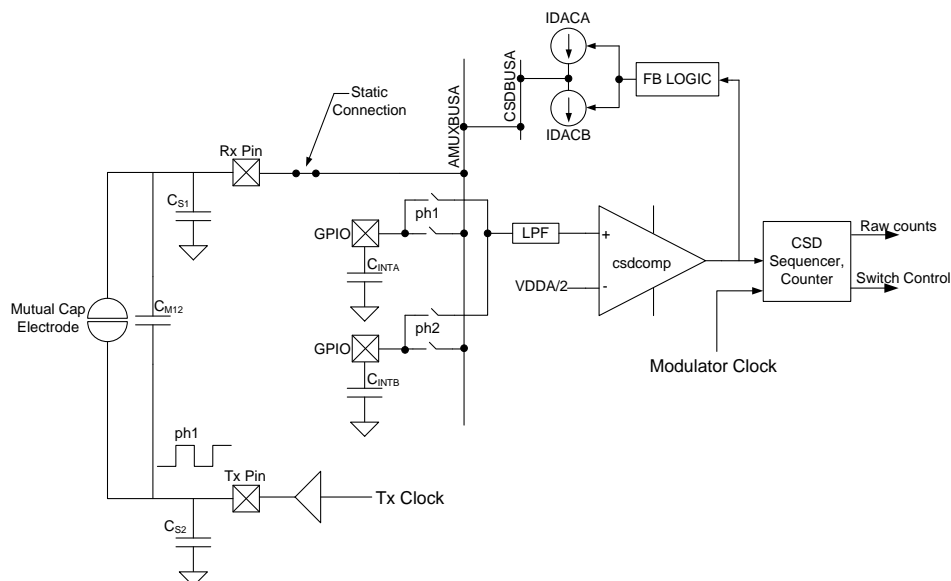 IDACA
FB LOGIC
IDACB
CSDBUSA
AMUXBUSA
Static
Connection
Rx Pin
CS1
ph1
GPIO
LPF
CINTA
csdcomp
VDDA/2
+
-
CSD
Sequencer,
Counter
Raw counts
Switch Control
Mutual Cap
Electrode
CM12
ph2
GPIO
CINTB
Modulator Clock
ph1
Tx Pin
Tx Clock
CS2